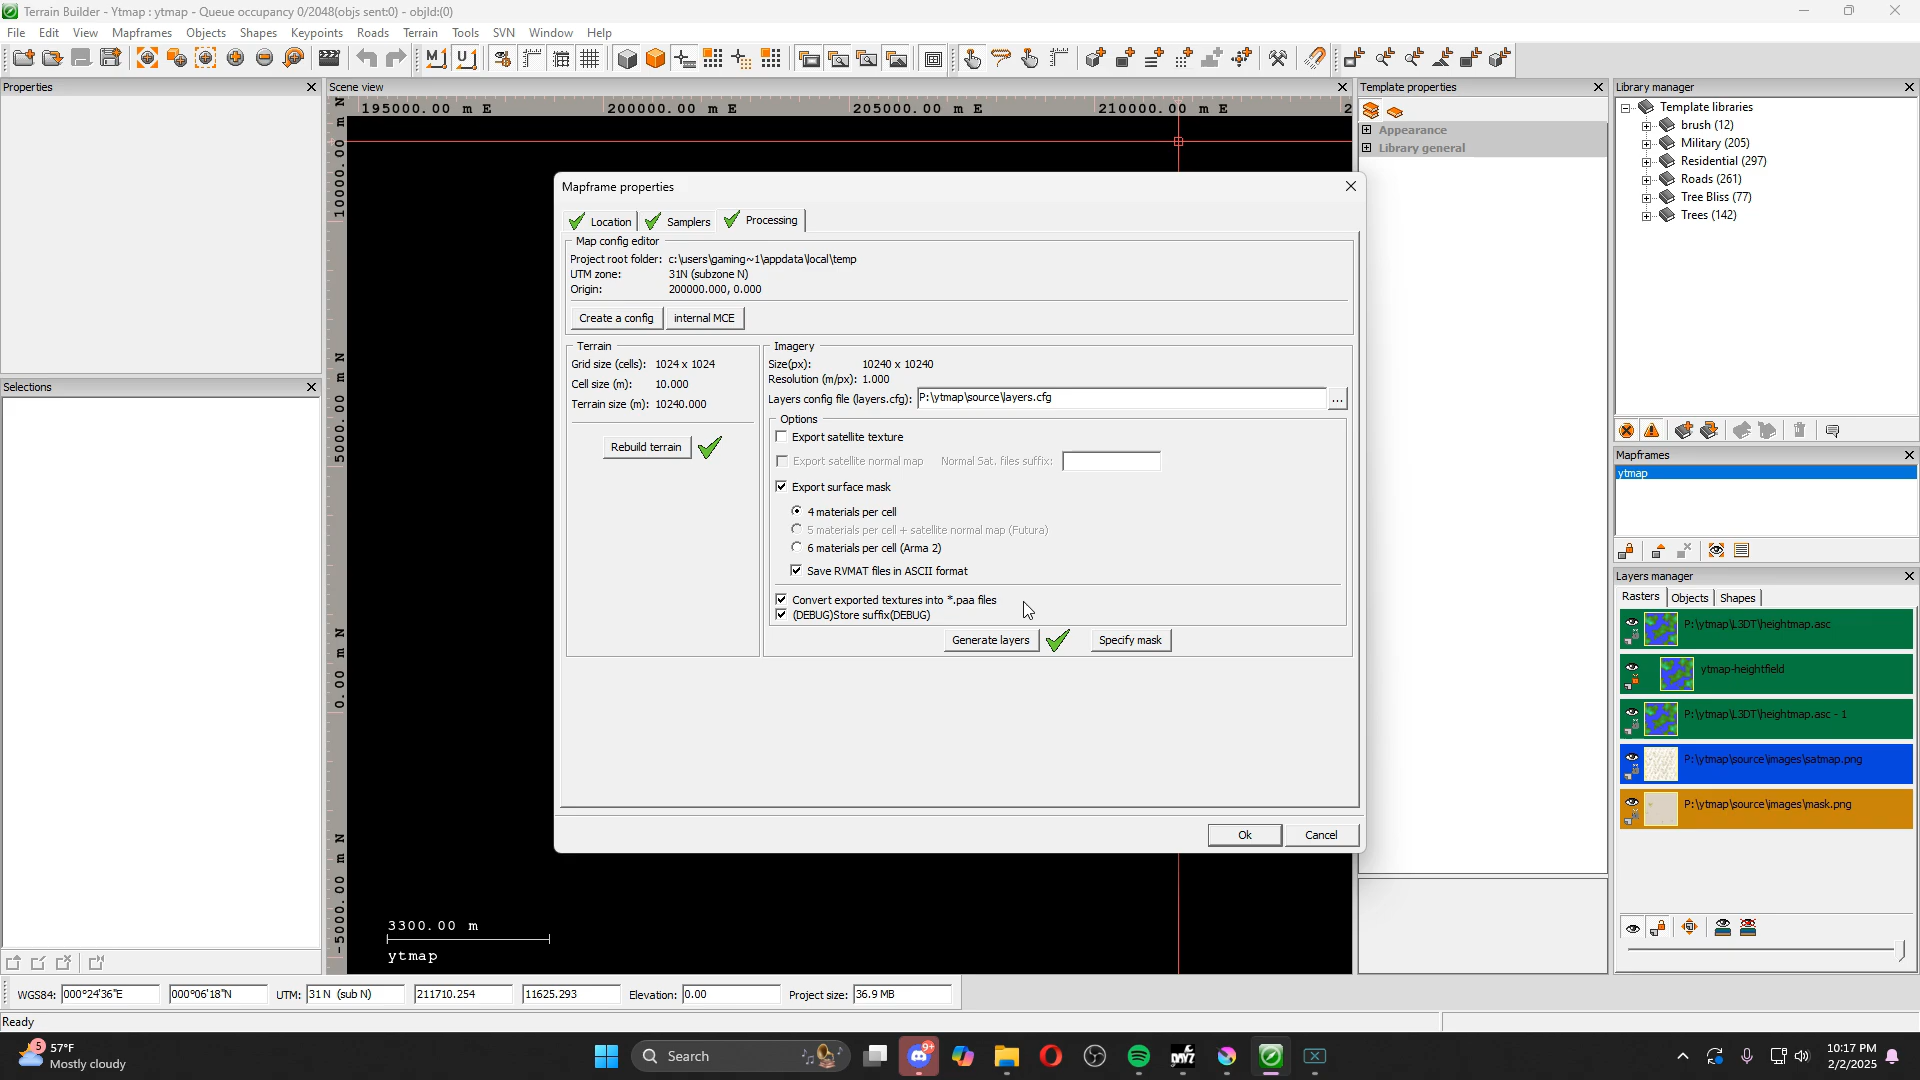 Terrain Builder - Ytmap : ytmap - Queue occupancy 0/2048(objs sent:0) - objId:(0)
File Edit View Mapframes Objects Shapes Keypoints Roads Terrain Tools SVN Window Help
Properties
Scene view
Template properties
Library manager
195000.00 m E 200000.00 m E 205000.00 m E 210000.00 m E
10000.00 m N
5000.00 m N
0.00 m N
-5000.00 m N
Appearance
Library general
Template libraries
brush (12)
Military (205)
Residential (297)
Roads (261)
Tree Bliss (77)
Trees (142)
Mapframe properties
Location Samplers Processing
Map config editor
Project root folder: c:\users\gaming~1\appdata\local\temp
UTM zone: 31N (subzone N)
Origin: 200000.000, 0.000
Create a config internal MCE
Terrain
Grid size (cells): 1024 x 1024
Cell size (m): 10.000
Terrain size (m): 10240.000
Rebuild terrain
Imagery
Size(px): 10240 x 10240
Resolution (m/px): 1.000
Layers config file (layers.cfg): P:\ytmap\source\layers.cfg ...
Options
Export satellite texture
Export satellite normal map Normal Sat. files suffix:
Export surface mask
4 materials per cell
5 materials per cell + satellite normal map (Futura)
6 materials per cell (Arma 2)
Save RVMAT files in ASCII format
Convert exported textures into *.paa files
(DEBUG)Store suffix(DEBUG)
Generate layers Specify mask
Ok Cancel
Selections
Mapframes
ytmap
Layers manager
Rasters Objects Shapes
P:\ytmap\L3DT\heightmap.asc
ytmap-heightfield
P:\ytmap\L3DT\heightmap.asc - 1
P:\ytmap\source\images\satmap.png
P:\ytmap\source\images\mask.png
3300.00 m
ytmap
WGS84: 000°24'36"E 000°06'18"N UTM: 31N (sub N) 211710.254 11625.293 Elevation: 0.00 Project size: 36.9 MB
Ready
5 57°F
Mostly cloudy
Search
9+
DAYZ
10:17 PM
2/2/2025